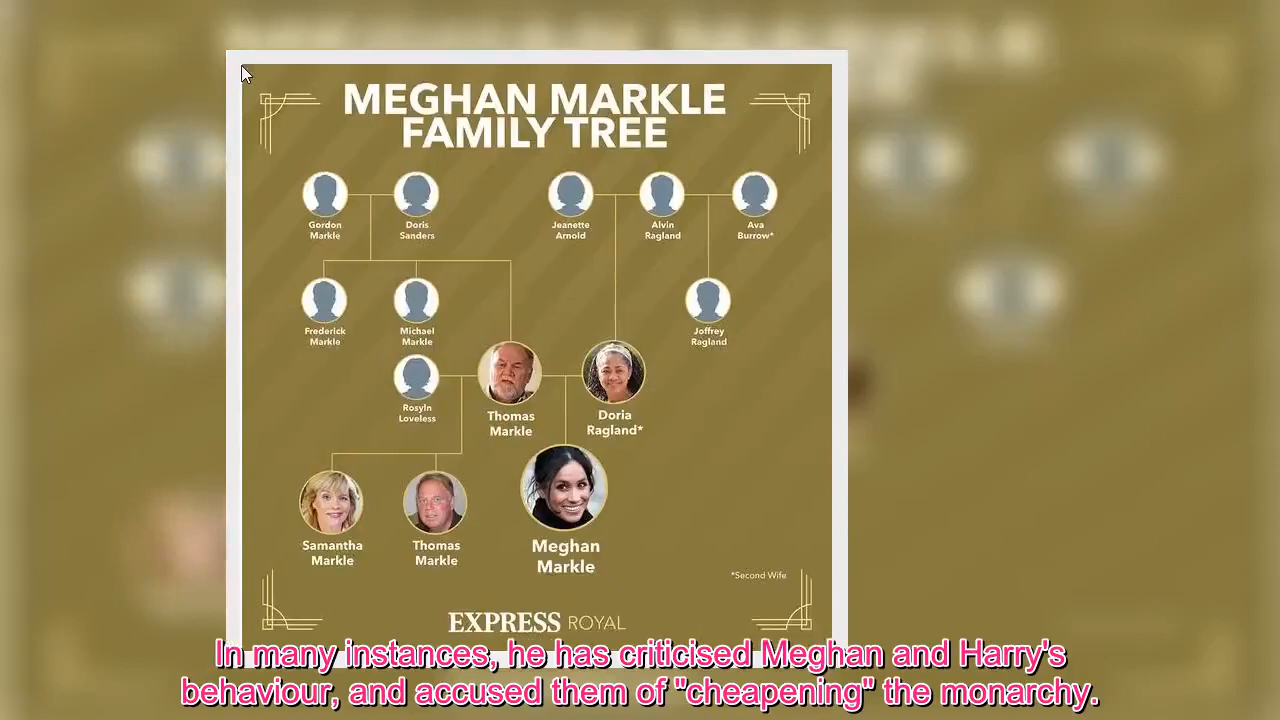 MEGHAN MARKLE
FAMILY TREE
Gordon
Markle
Doris
Sanders
Jeanette
Arnold
Alvin
Ragland
Ava
Burrow*
Frederick
Markle
Michael
Markle
Joffrey
Ragland
Rosyln
Loveless
Thomas
Markle
Doria
Ragland*
Samantha
Markle
Thomas
Markle
Meghan
Markle
*Second Wife
EXPRESS ROYAL
In many instances, he has criticised Meghan and Harry's
behaviour, and accused them of "cheapening" the monarchy.